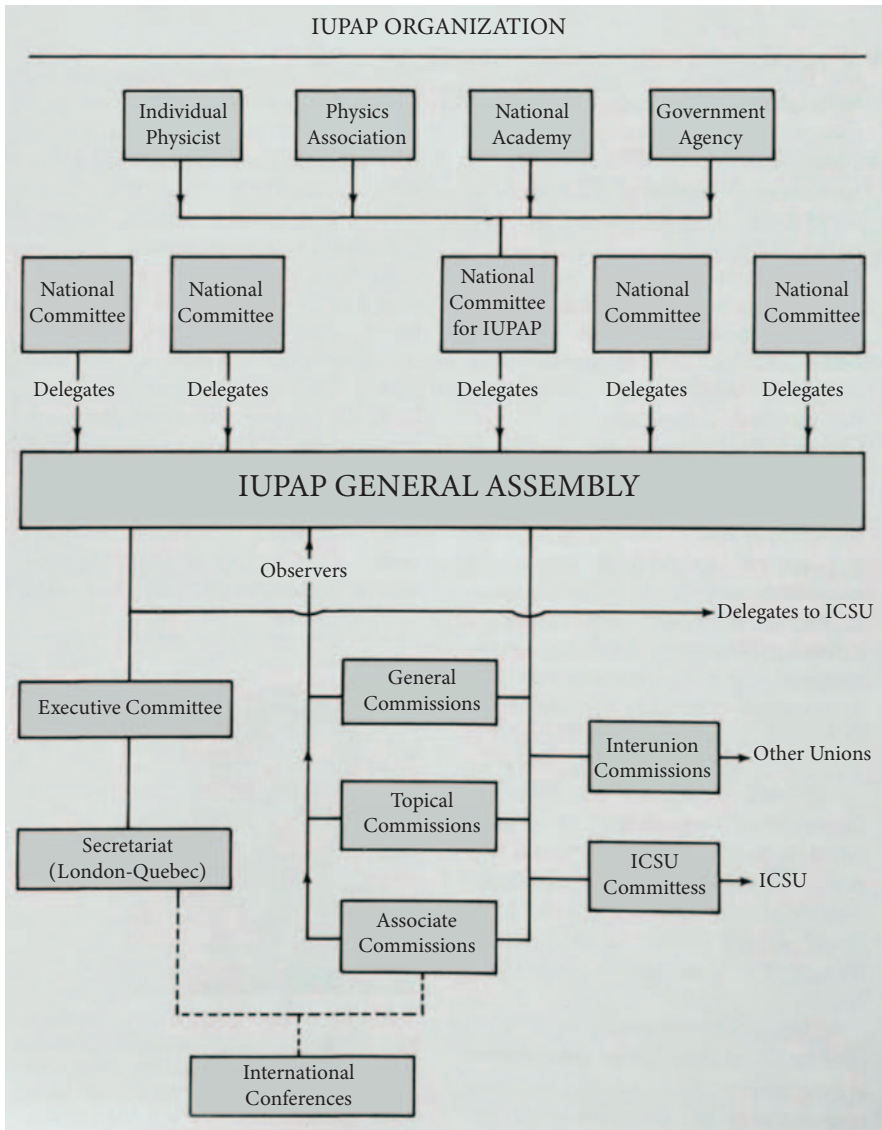 IUPAP ORGANIZATION
Individual
Physicist
Physics
Association
National
Academy
Government
Agency
National
Committee
National
Committee
National
Committee
for IUPAP
National
Committee
National
Committee
Delegates
Delegates
Delegates
Delegates
Delegates
IUPAP GENERAL ASSEMBLY
Observers
Delegates to ICSU
General
Commissions
Executive Committee
Interunion
Commissions
Other Unions
Topical
Commissions
Secretariat
(London-Quebec)
ICSU
Committess
ICSU
Associate
Commissions
International
Conferences